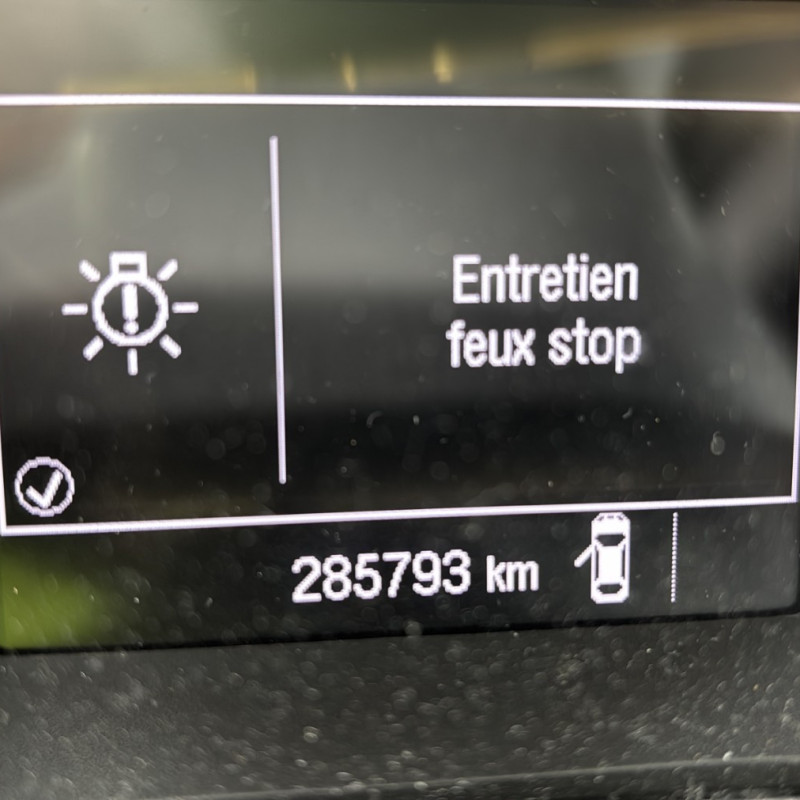 Entretien
feux stop
285793 km